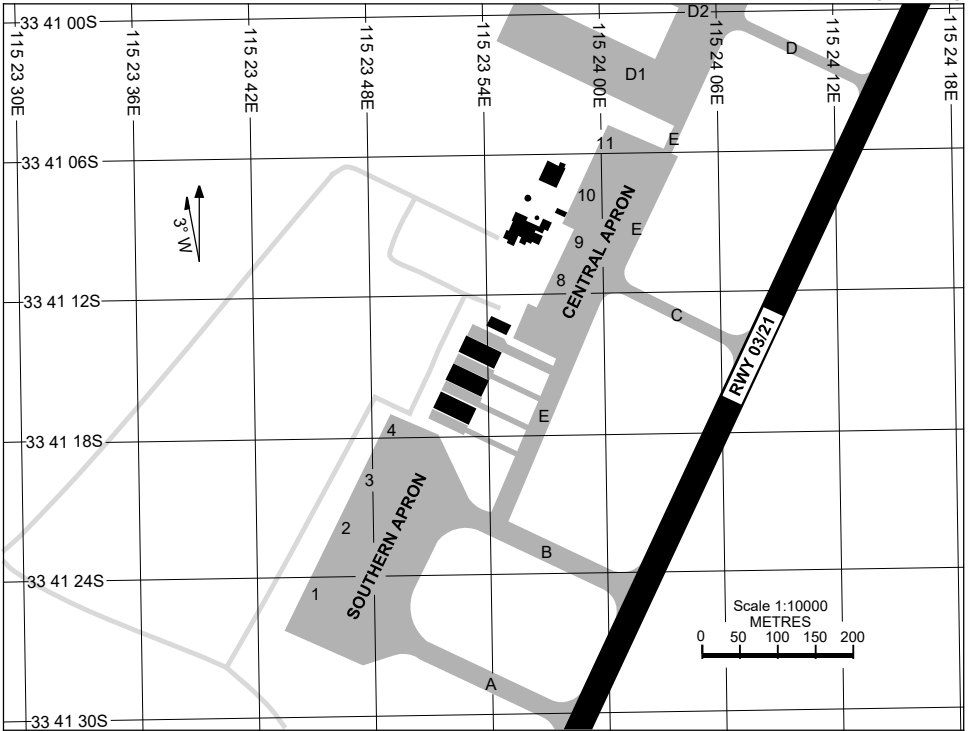 33 41 00S
33 41 06S
33 41 12S
33 41 18S
33 41 24S
33 41 30S
115 23 30E
115 23 36E
115 23 42E
115 23 48E
115 23 54E
115 24 00E
115 24 06E
115 24 12E
115 24 18E
D2
D
D1
E
11
10
9
8
E
CENTRAL APRON
3° W
C
RWY 03/21
E
4
3
2
1
SOUTHERN APRON
B
A
Scale 1:10000
METRES
0 50 100 150 200